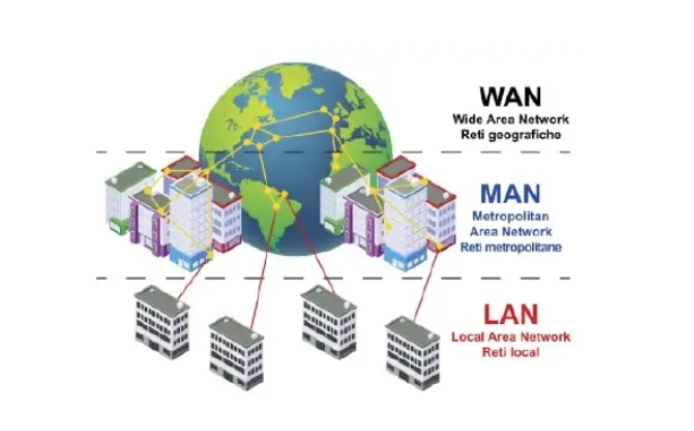 WAN
Wide Area Network
Reti geografiche
MAN
Metropolitan
Area Network
Reti metropolitane
LAN
Local Area Network
Reti local